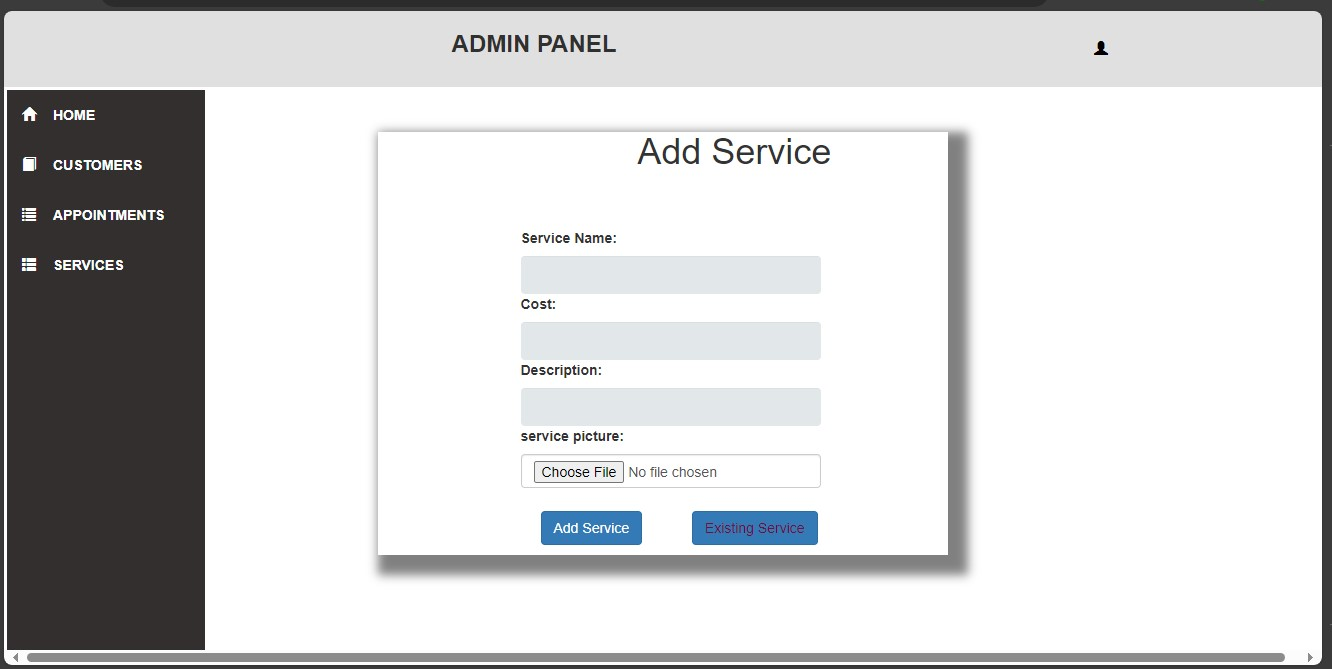 ADMIN PANEL
HOME
CUSTOMERS
APPOINTMENTS
SERVICES
Add Service
Service Name:
Cost:
Description:
service picture:
Choose File No file chosen
Add Service Existing Service